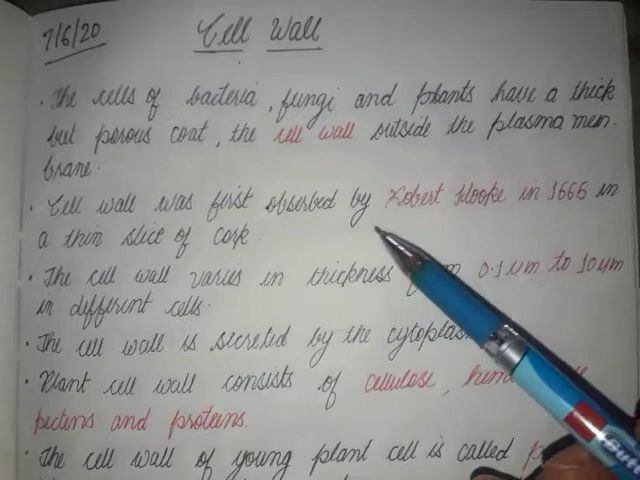 7/6/20
Cell Wall
• The cells of bacteria, fungi and plants have a thick
but porous coat, the cell wall outside the plasma mem-
brane.
• Cell wall was first observed by Robert Hooke in 1665 in
a thin slice of cork.
• The cell wall varies in thickness 0.1 µm to 10 µm
in different cells.
• The cell wall is secreted by the
• Plant cell wall consists of cellulose,
pectins and proteins.
• The cell wall of young plant cell is called